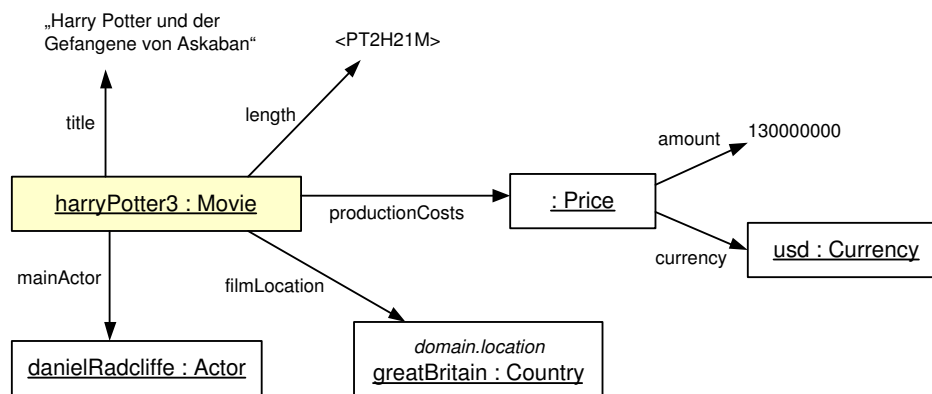 „Harry Potter und der
Gefangene von Askaban“
<PT2H21M>
title
length
amount
130000000
harryPotter3 : Movie
productionCosts
: Price
currency
usd : Currency
mainActor
filmLocation
danielRadcliffe : Actor
domain.location
greatBritain : Country